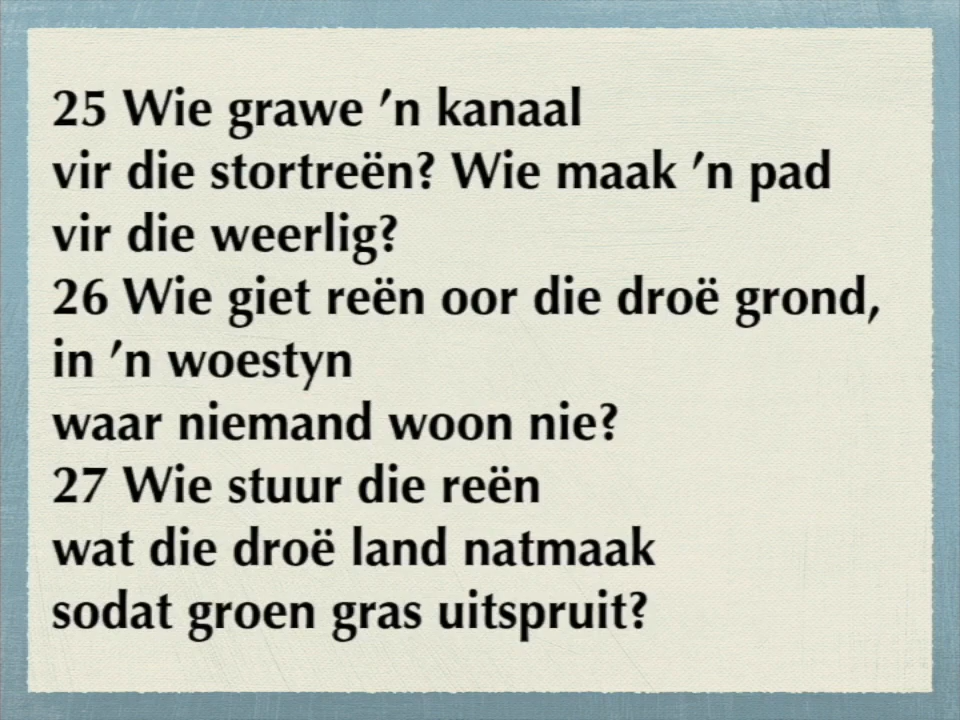 25 Wie grawe ’n kanaal
vir die stortreën? Wie maak ’n pad
vir die weerlig?
26 Wie giet reën oor die droë grond,
in ’n woestyn
waar niemand woon nie?
27 Wie stuur die reën
wat die droë land natmaak
sodat groen gras uitspruit?